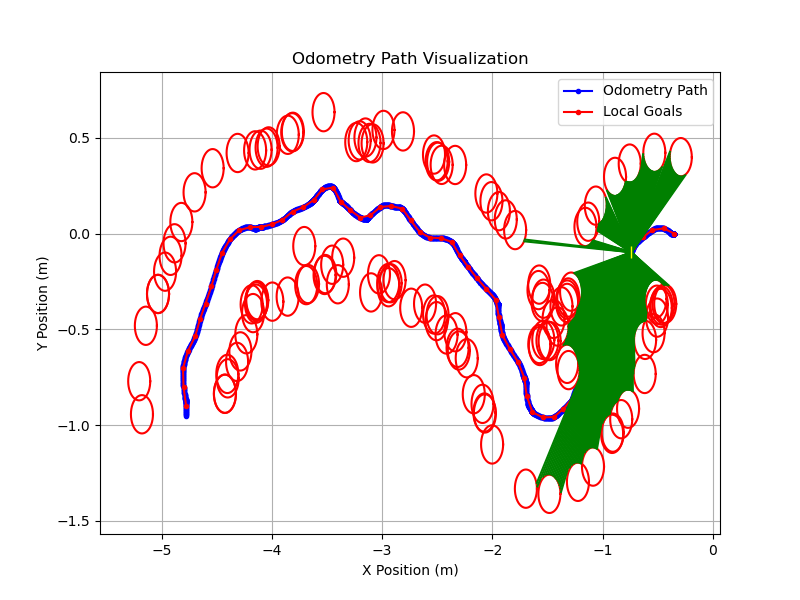 Odometry Path Visualization
Odometry Path
Local Goals
Y Position (m)
0.5
0.0
−0.5
−1.0
−1.5
−5
−4
−3
−2
−1
0
X Position (m)